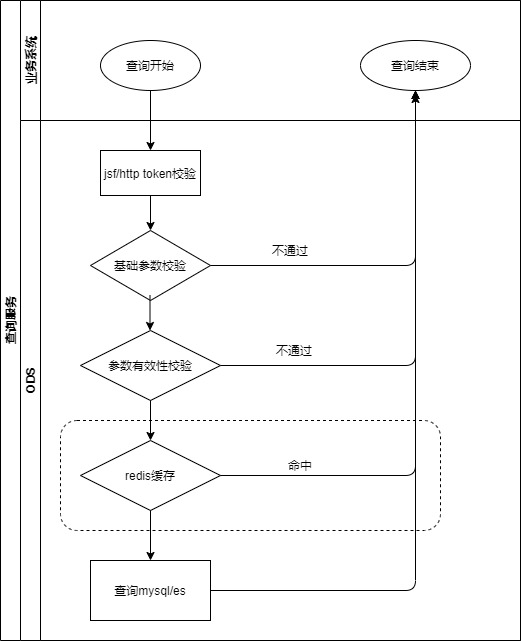 查询服务
业务系统
查询开始
查询结束
ODS
jsf/http token校验
基础参数校验
不通过
参数有效性校验
不通过
redis缓存
命中
查询mysql/es